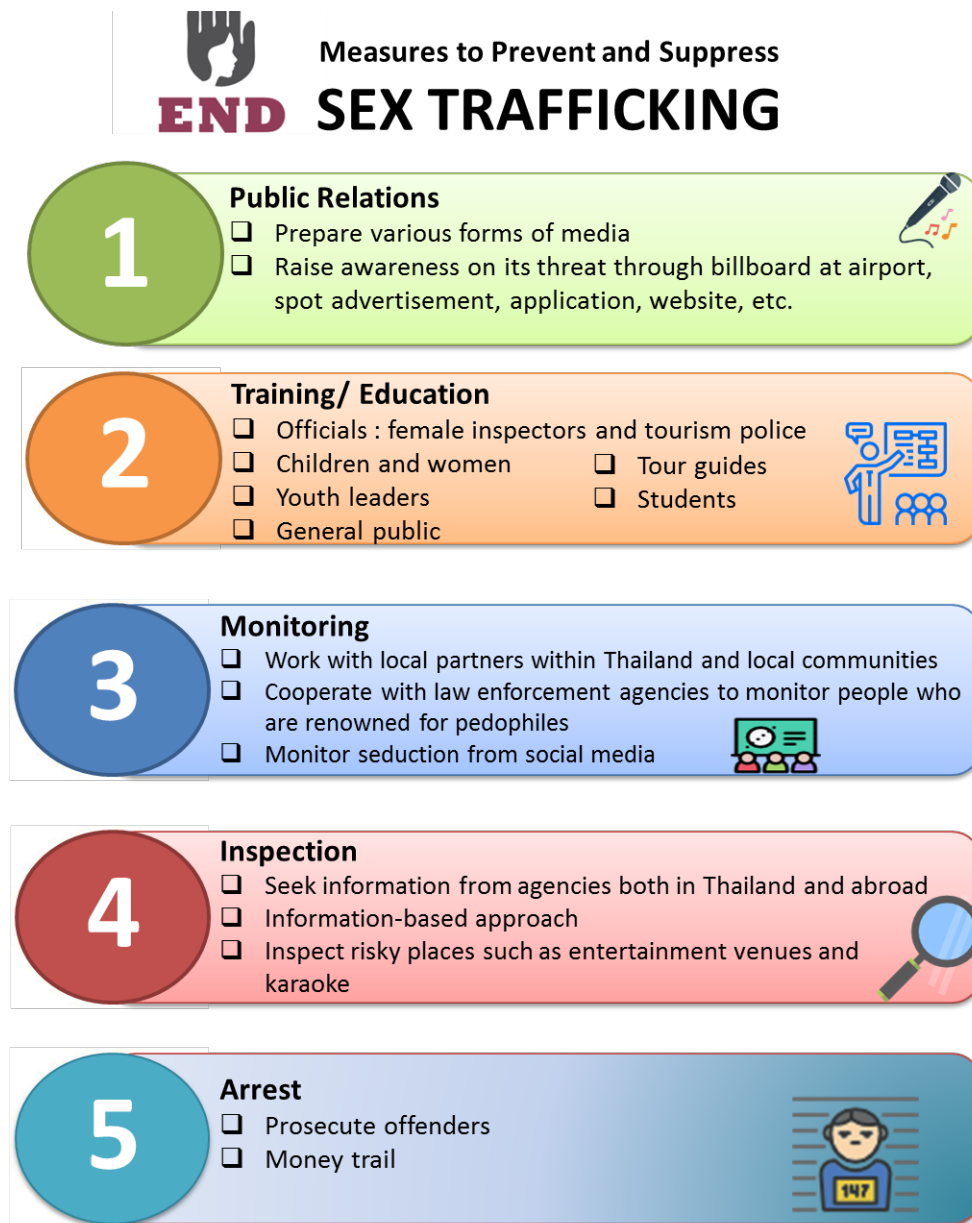 Measures to Prevent and Suppress
END SEX TRAFFICKING
1
Public Relations
❑ Prepare various forms of media
❑ Raise awareness on its threat through billboard at airport,
spot advertisement, application, website, etc.
2
Training/ Education
❑ Officials : female inspectors and tourism police
❑ Children and women ❑ Tour guides
❑ Youth leaders ❑ Students
❑ General public
3
Monitoring
❑ Work with local partners within Thailand and local communities
❑ Cooperate with law enforcement agencies to monitor people who
are renowned for pedophiles
❑ Monitor seduction from social media
4
Inspection
❑ Seek information from agencies both in Thailand and abroad
❑ Information-based approach
❑ Inspect risky places such as entertainment venues and
karaoke
5
Arrest
❑ Prosecute offenders
❑ Money trail
147